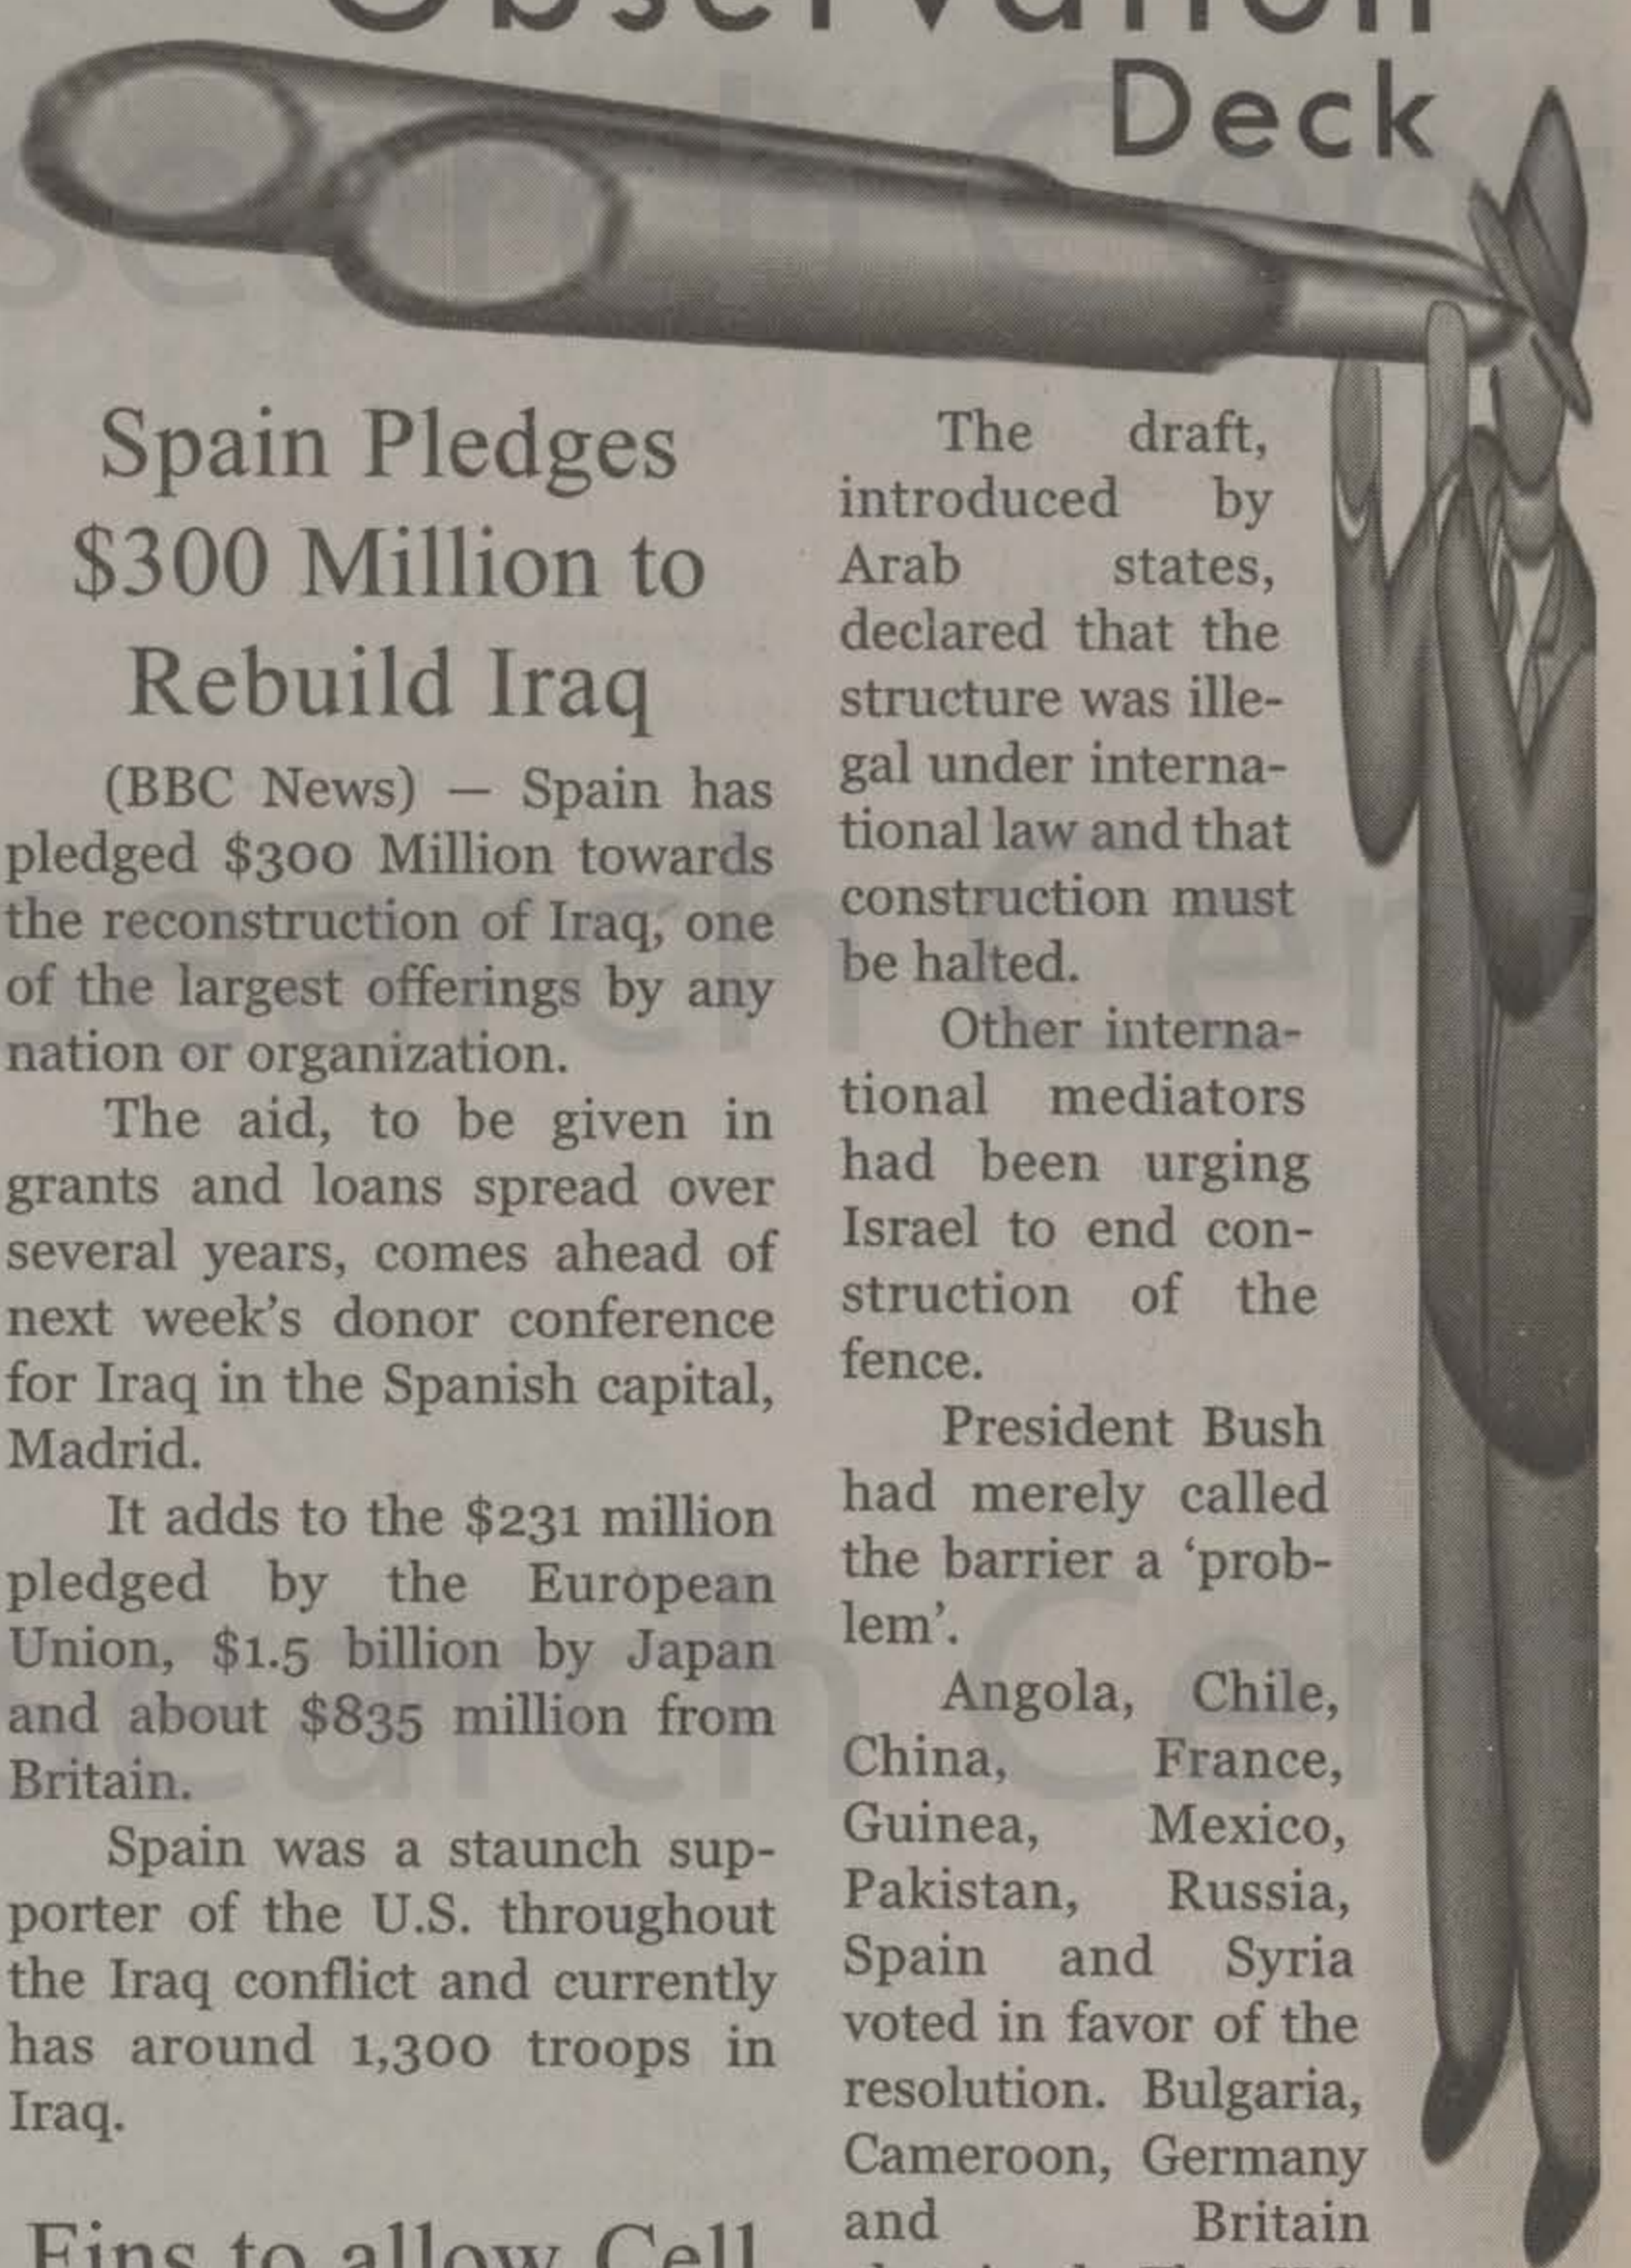 Observation
Deck
Spain Pledges
$300 Million to
Rebuild Iraq
(BBC News) — Spain has
pledged $300 Million towards
the reconstruction of Iraq, one
of the largest offerings by any
nation or organization.
The aid, to be given in
grants and loans spread over
several years, comes ahead of
next week's donor conference
for Iraq in the Spanish capital,
Madrid.
It adds to the $231 million
pledged by the European
Union, $1.5 billion by Japan
and about $835 million from
Britain.
Spain was a staunch sup-
porter of the U.S. throughout
the Iraq conflict and currently
has around 1,300 troops in
Iraq.
Fins to allow Cell
The draft,
introduced by
Arab states,
declared that the
structure was ille-
gal under interna-
tional law and that
construction must
be halted.
Other interna-
tional mediators
had been urging
Israel to end con-
struction of the
fence.
President Bush
had merely called
the barrier a ‘prob-
lem’.
Angola, Chile,
China, France,
Guinea, Mexico,
Pakistan, Russia,
Spain and Syria
voted in favor of the
resolution. Bulgaria,
Cameroon, Germany
and Britain